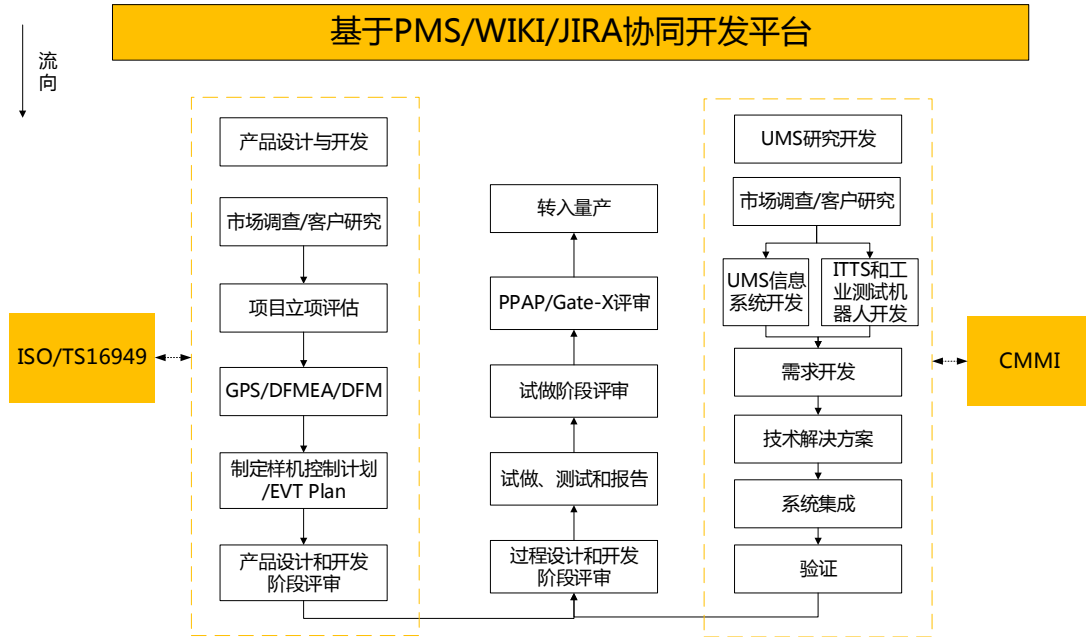 基于PMS/WIKI/JIRA协同开发平台
流
向
产品设计与开发
市场调查/客户研究
项目立项评估
GPS/DFMEA/DFM
制定样机控制计划
/EVT Plan
产品设计和开发
阶段评审
ISO/TS16949
转入量产
PPAP/Gate-X评审
试做阶段评审
试做、测试和报告
过程设计和开发
阶段评审
UMS研究开发
市场调查/客户研究
UMS信息
系统开发
ITTS和工
业测试机
器人开发
需求开发
技术解决方案
系统集成
验证
CMMI